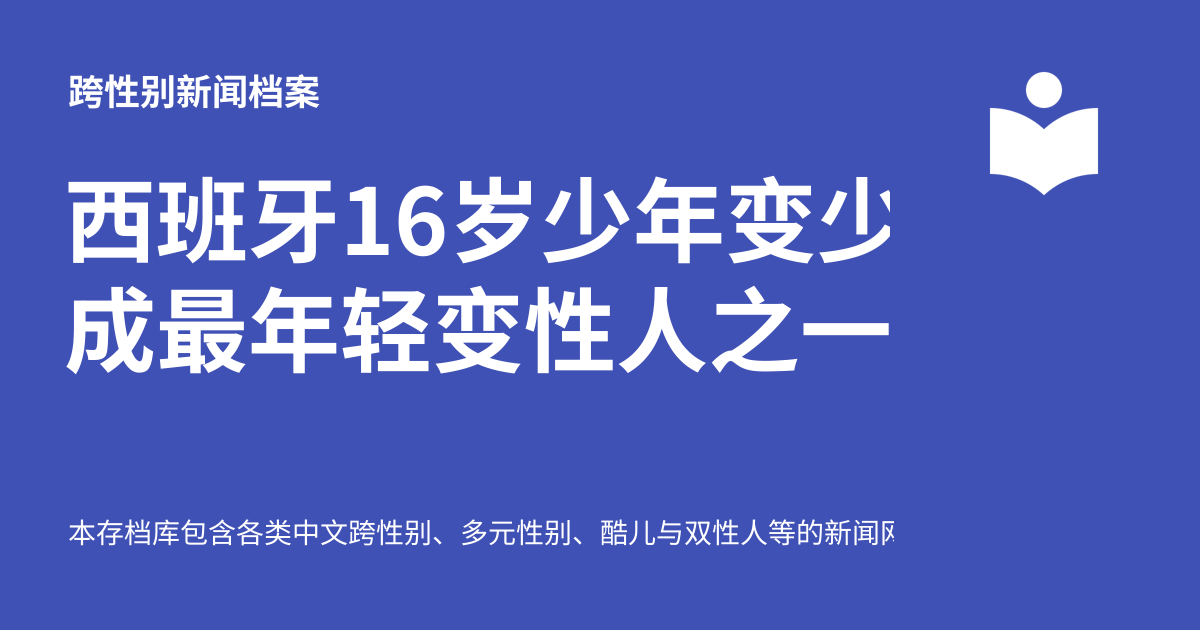 跨性别新闻档案
西班牙16岁少年变少
成最年轻变性人之一
本存档库包含各类中文跨性别、多元性别、酷儿与双性人等的新闻